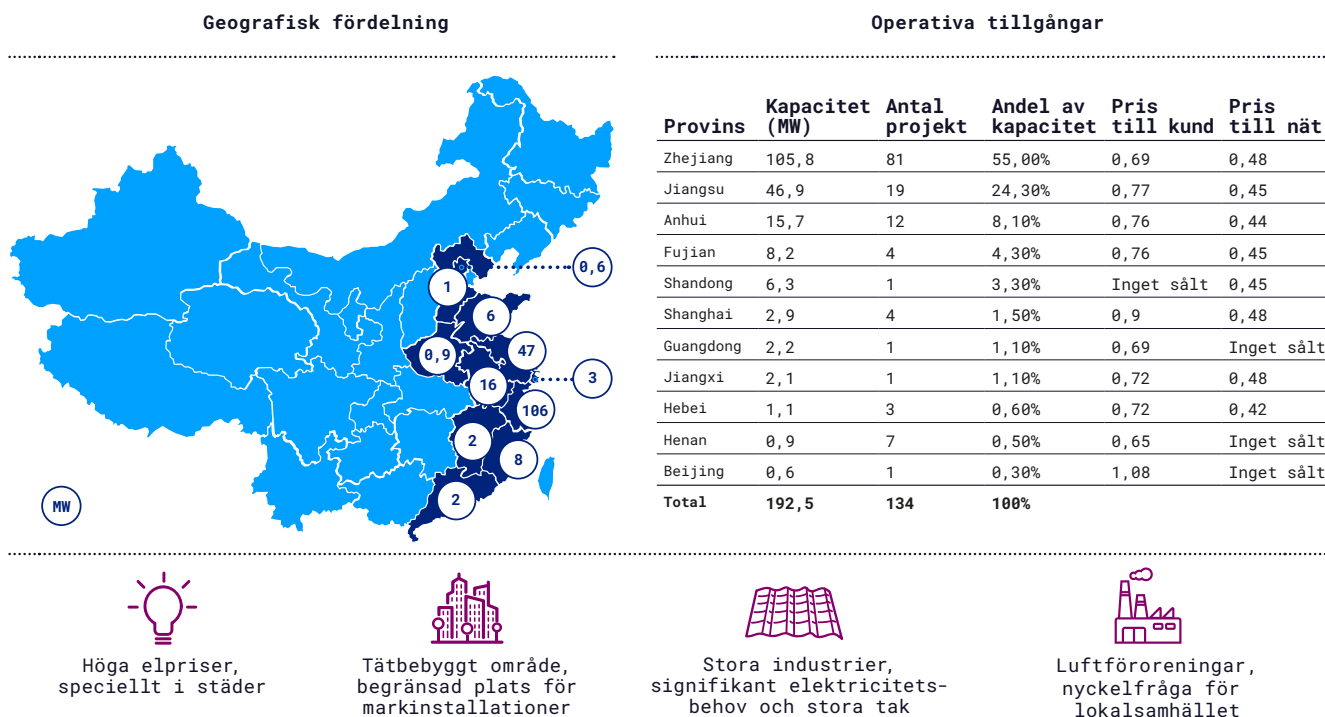 Geografisk fördelning
0,6
1
6
0,9
47
16
3
106
2
8
2
MW
Operativa tillgångar
Provins Kapacitet (MW) Antal projekt Andel av kapacitet Pris till kund Pris till nät
Zhejiang 105,8 81 55,00% 0,69 0,48
Jiangsu 46,9 19 24,30% 0,77 0,45
Anhui 15,7 12 8,10% 0,76 0,44
Fujian 8,2 4 4,30% 0,76 0,45
Shandong 6,3 1 3,30% Inget sålt 0,45
Shanghai 2,9 4 1,50% 0,9 0,48
Guangdong 2,2 1 1,10% 0,69 Inget sålt
Jiangxi 2,1 1 1,10% 0,72 0,48
Hebei 1,1 3 0,60% 0,72 0,42
Henan 0,9 7 0,50% 0,65 Inget sålt
Beijing 0,6 1 0,30% 1,08 Inget sålt
Total 192,5 134 100%
Höga elpriser,
speciellt i städer
Tätbebyggt område,
begränsad plats för
markinstallationer
Stora industrier,
signifikant elektricitets-
behov och stora tak
Luftföroreningar,
nyckelfråga för
lokalsamhället